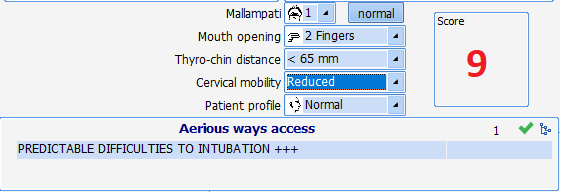 Mallampati 1 normal
Score
Mouth opening 2 Fingers
9
Thyro-chin distance < 65 mm
Cervical mobility Reduced
Patient profile Normal
Aerious ways access 1
PREDICTABLE DIFFICULTIES TO INTUBATION +++